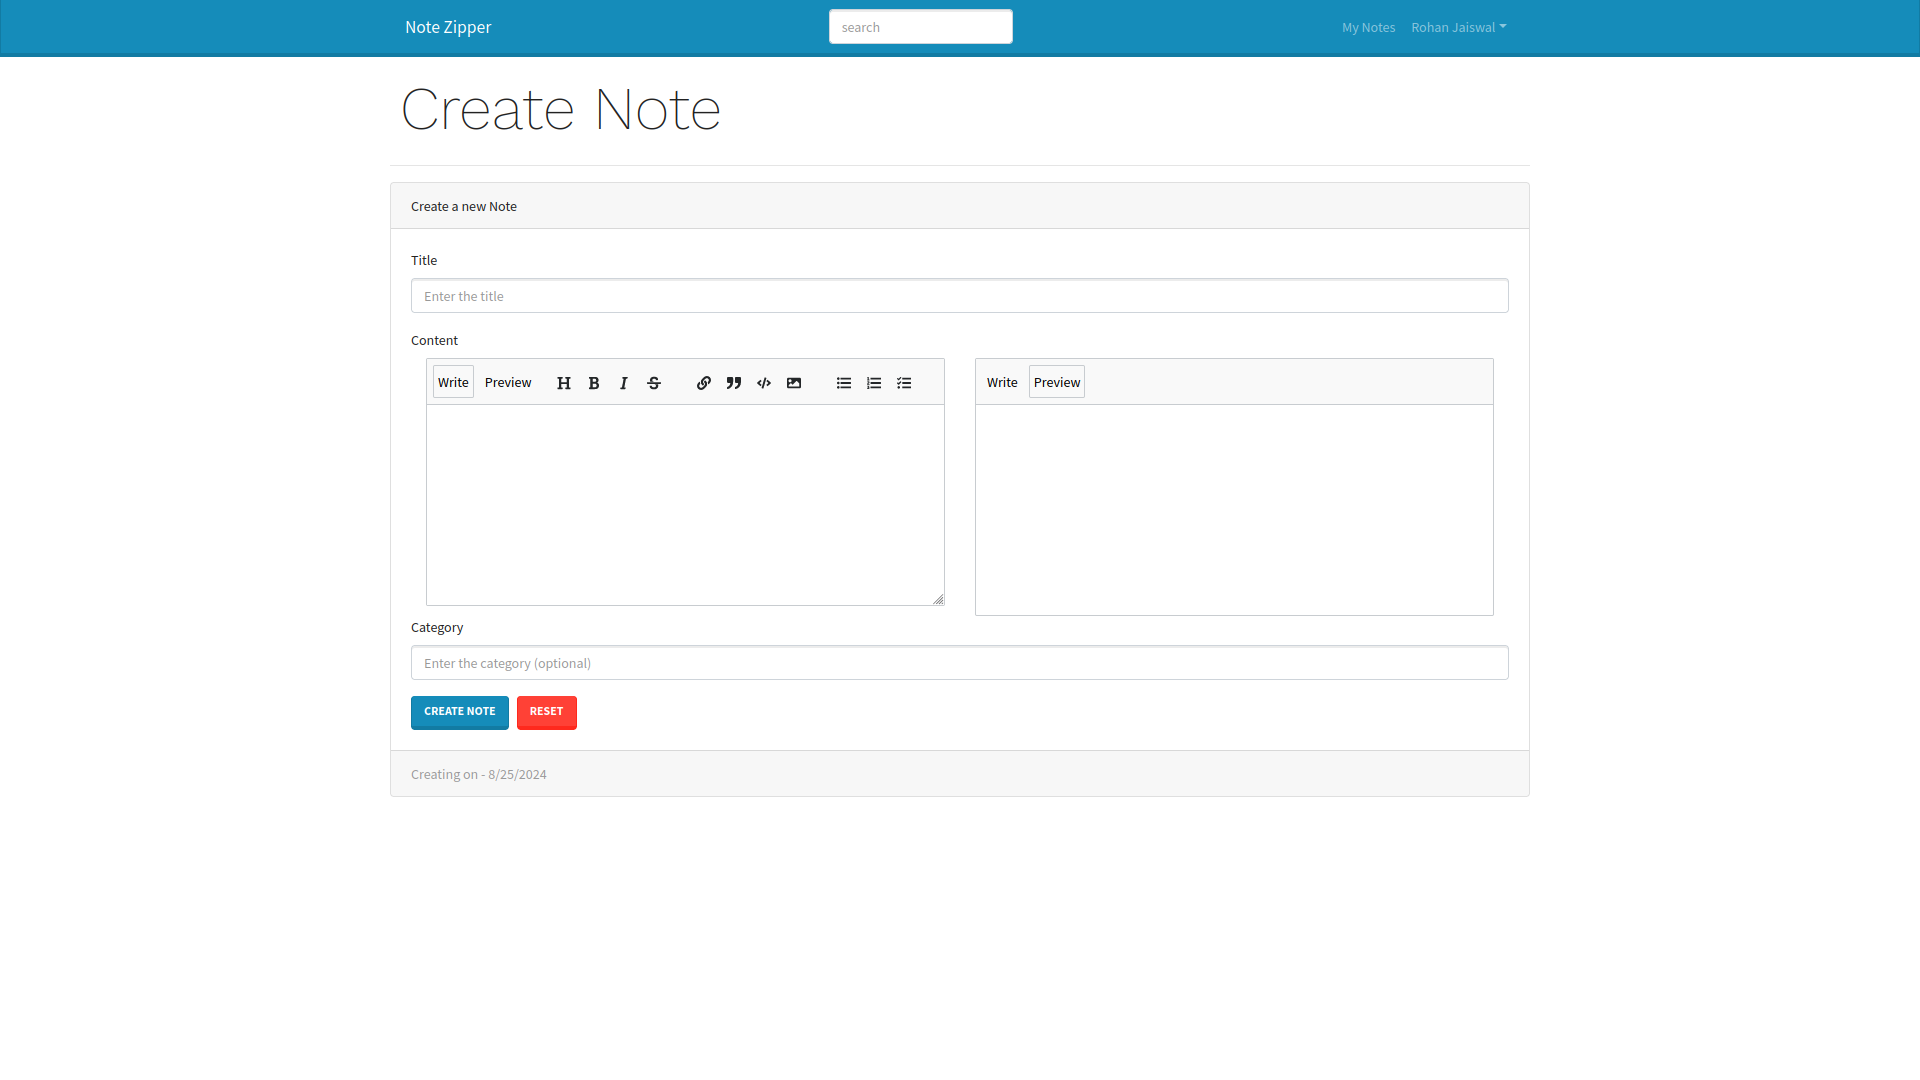 Note Zipper search My Notes Rohan Jaiswal
Create Note
Create a new Note
Title
Enter the title
Content
Write Preview Write Preview
Category
Enter the category (optional)
CREATE NOTE RESET
Creating on - 8/25/2024